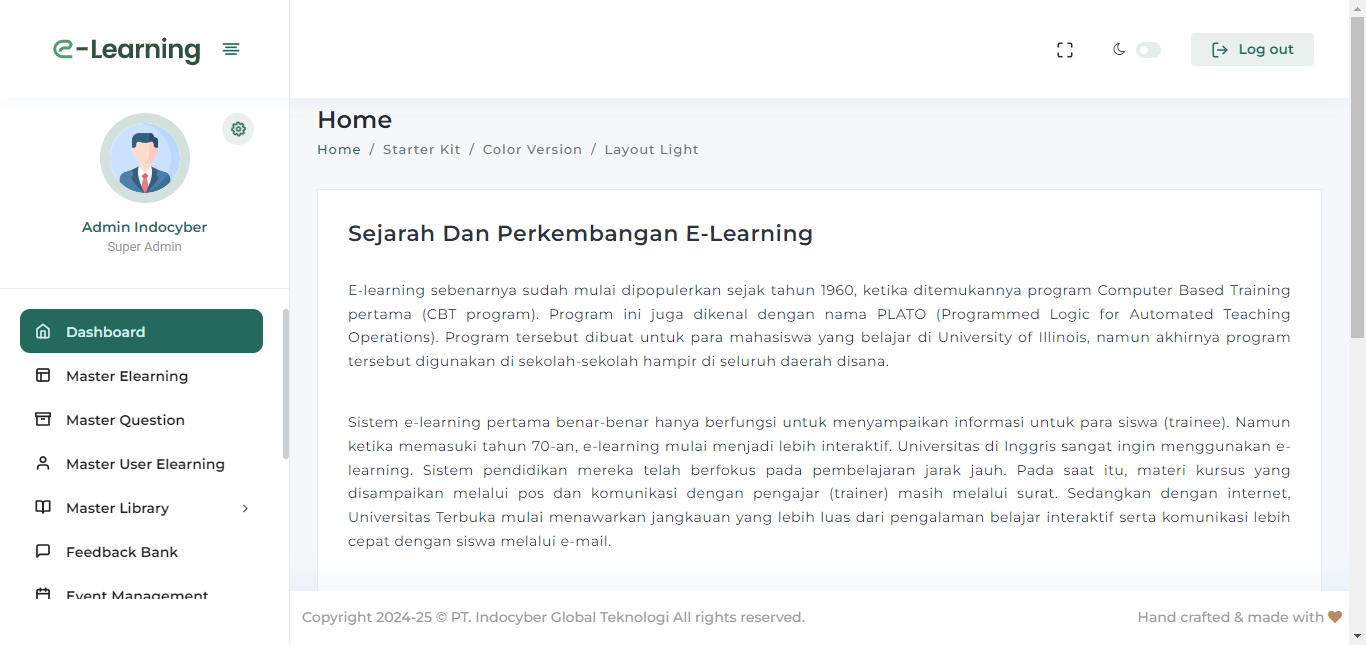 e-Learning
Log out
Admin Indocyber
Super Admin
Dashboard
Master Elearning
Master Question
Master User Elearning
Master Library
Feedback Bank
Event Management
Home
Home / Starter Kit / Color Version / Layout Light
Sejarah Dan Perkembangan E-Learning
E-learning sebenarnya sudah mulai dipopulerkan sejak tahun 1960, ketika ditemukannya program Computer Based Training
pertama (CBT program). Program ini juga dikenal dengan nama PLATO (Programmed Logic for Automated Teaching
Operations). Program tersebut dibuat untuk para mahasiswa yang belajar di University of Illinois, namun akhirnya program
tersebut digunakan di sekolah-sekolah hampir di seluruh daerah disana.
Sistem e-learning pertama benar-benar hanya berfungsi untuk menyampaikan informasi untuk para siswa (trainee). Namun
ketika memasuki tahun 70-an, e-learning mulai menjadi lebih interaktif. Universitas di Inggris sangat ingin menggunakan e-
learning. Sistem pendidikan mereka telah berfokus pada pembelajaran jarak jauh. Pada saat itu, materi kursus yang
disampaikan melalui pos dan komunikasi dengan pengajar (trainer) masih melalui surat. Sedangkan dengan internet,
Universitas Terbuka mulai menawarkan jangkauan yang lebih luas dari pengalaman belajar interaktif serta komunikasi lebih
cepat dengan siswa melalui e-mail.
Copyright 2024-25 © PT. Indocyber Global Teknologi All rights reserved.
Hand crafted & made with